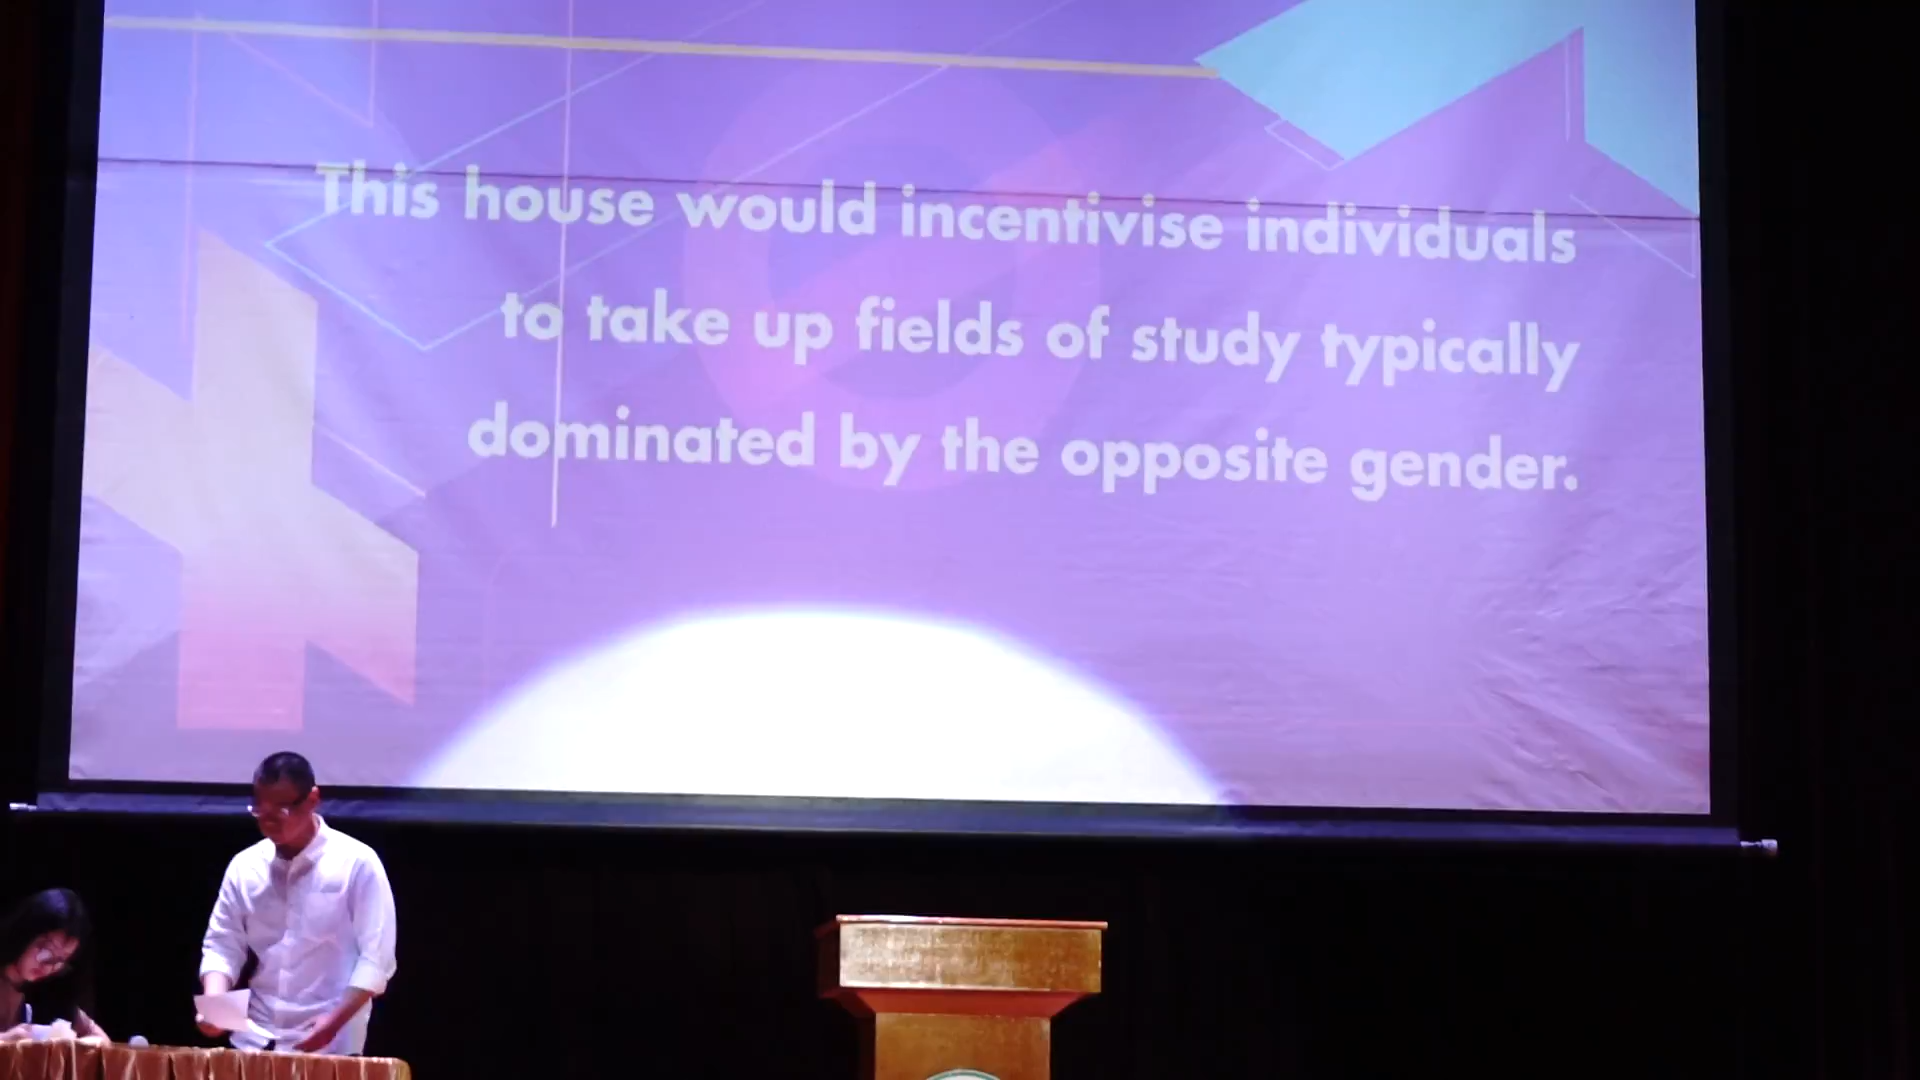 This house would incentivise individuals
to take up fields of study typically
dominated by the opposite gender.